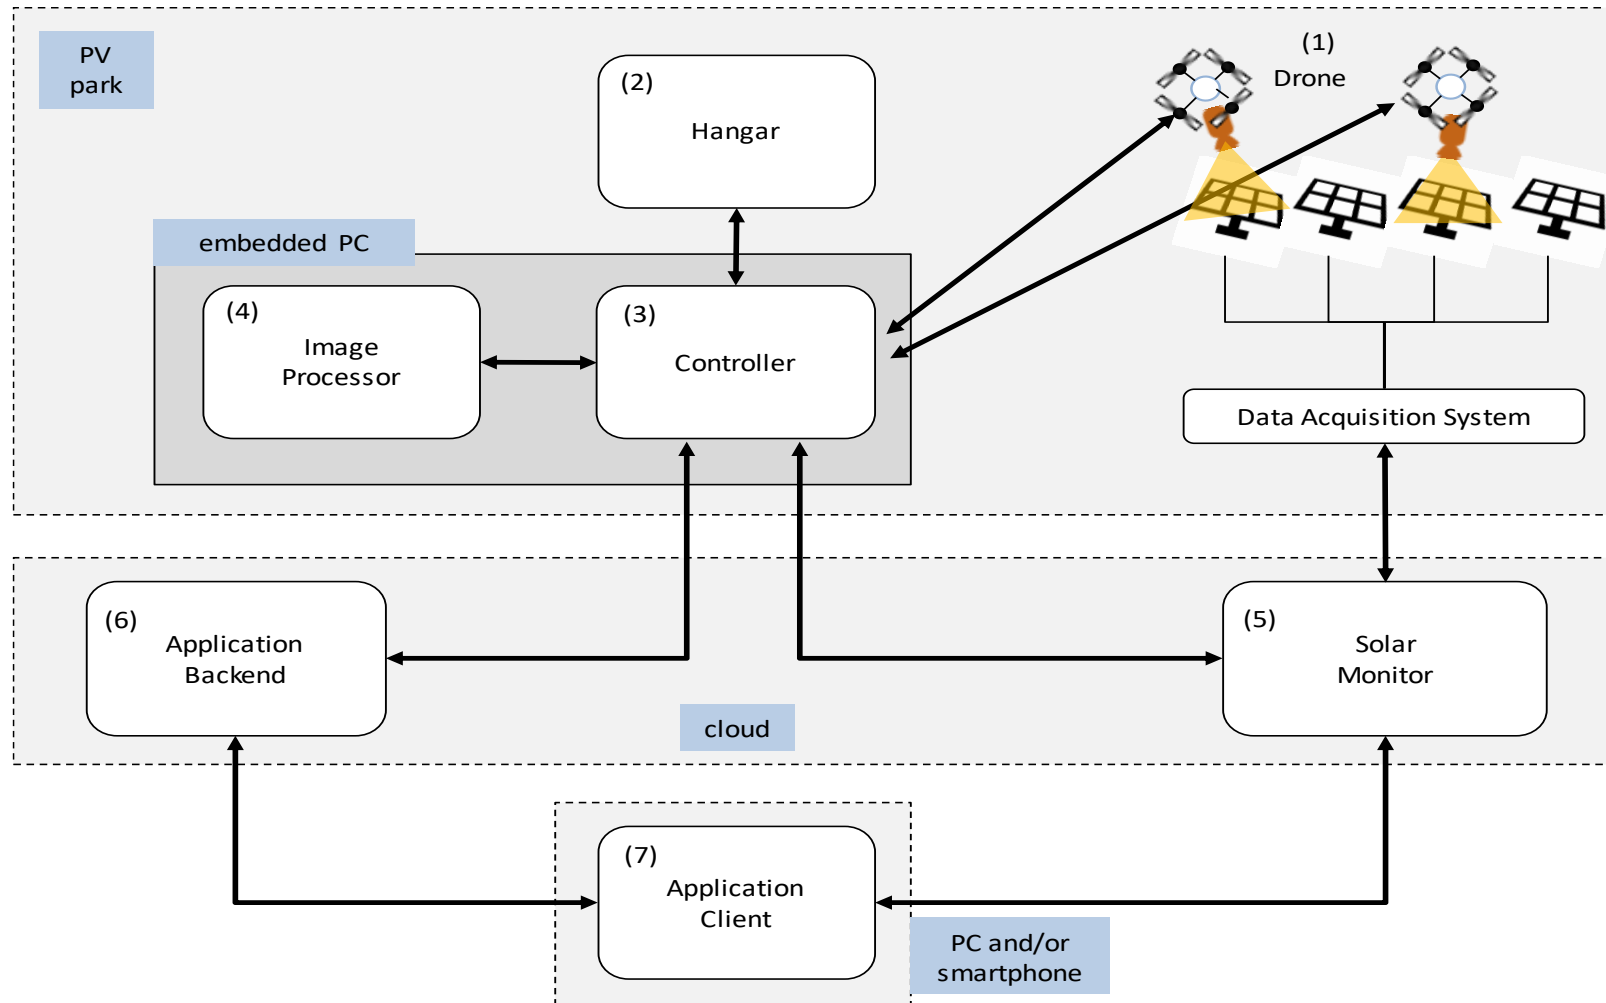 PV
park
(1)
Drone
(2)
Hangar
embedded PC
(4)
Image
Processor
(3)
Controller
Data Acquisition System
(6)
Application
Backend
(5)
Solar
Monitor
cloud
(7)
Application
Client
PC and/or
smartphone